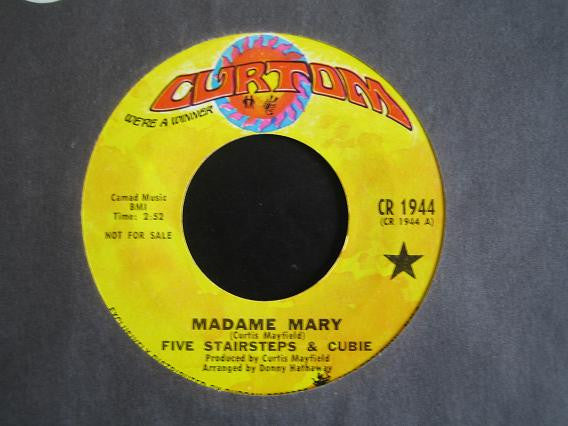 CURTOM
WE'RE A WINNER
Camad Music
BMI
Time: 2:52
NOT FOR SALE
CR 1944
(CR 1944 A)
MADAME MARY
(Curtis Mayfield)
FIVE STAIRSTEPS & CUBIE
Produced by Curtis Mayfield
Arranged by Donny Hathaway